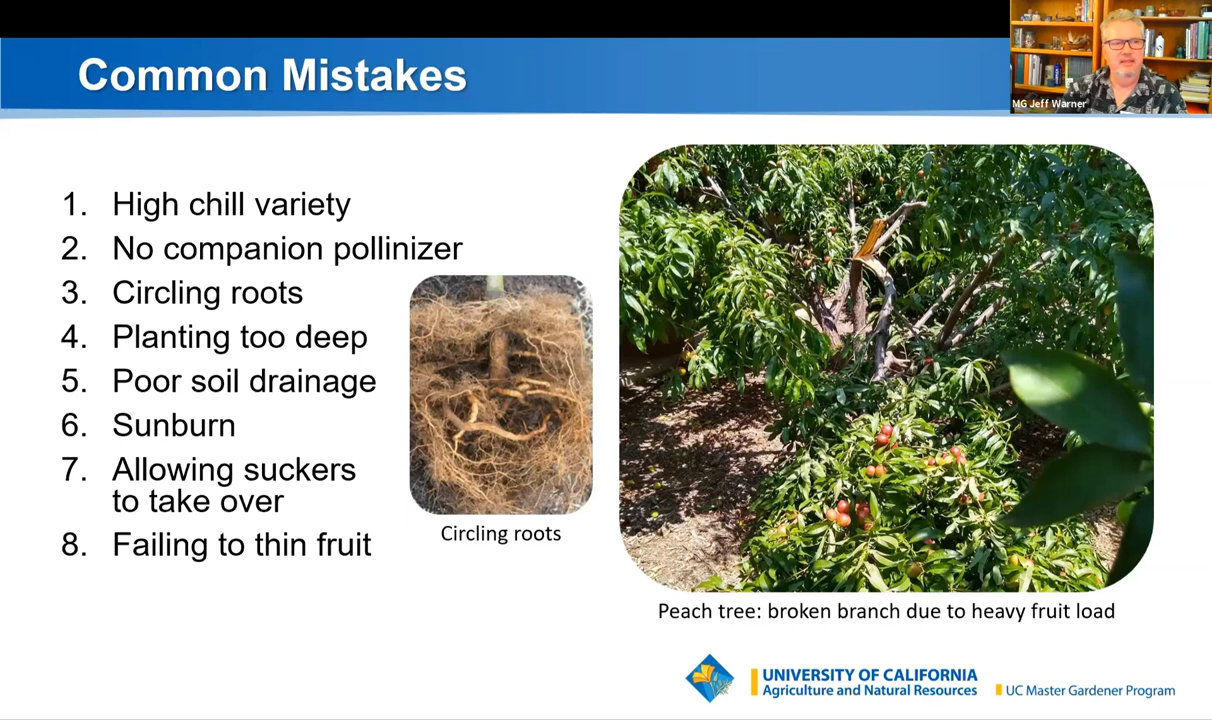 Common Mistakes
MG Jeff Warner
1. High chill variety
2. No companion pollinizer
3. Circling roots
4. Planting too deep
5. Poor soil drainage
6. Sunburn
7. Allowing suckers
to take over
8. Failing to thin fruit
Circling roots
Peach tree: broken branch due to heavy fruit load
UNIVERSITY OF CALIFORNIA
Agriculture and Natural Resources
UC Master Gardener Program